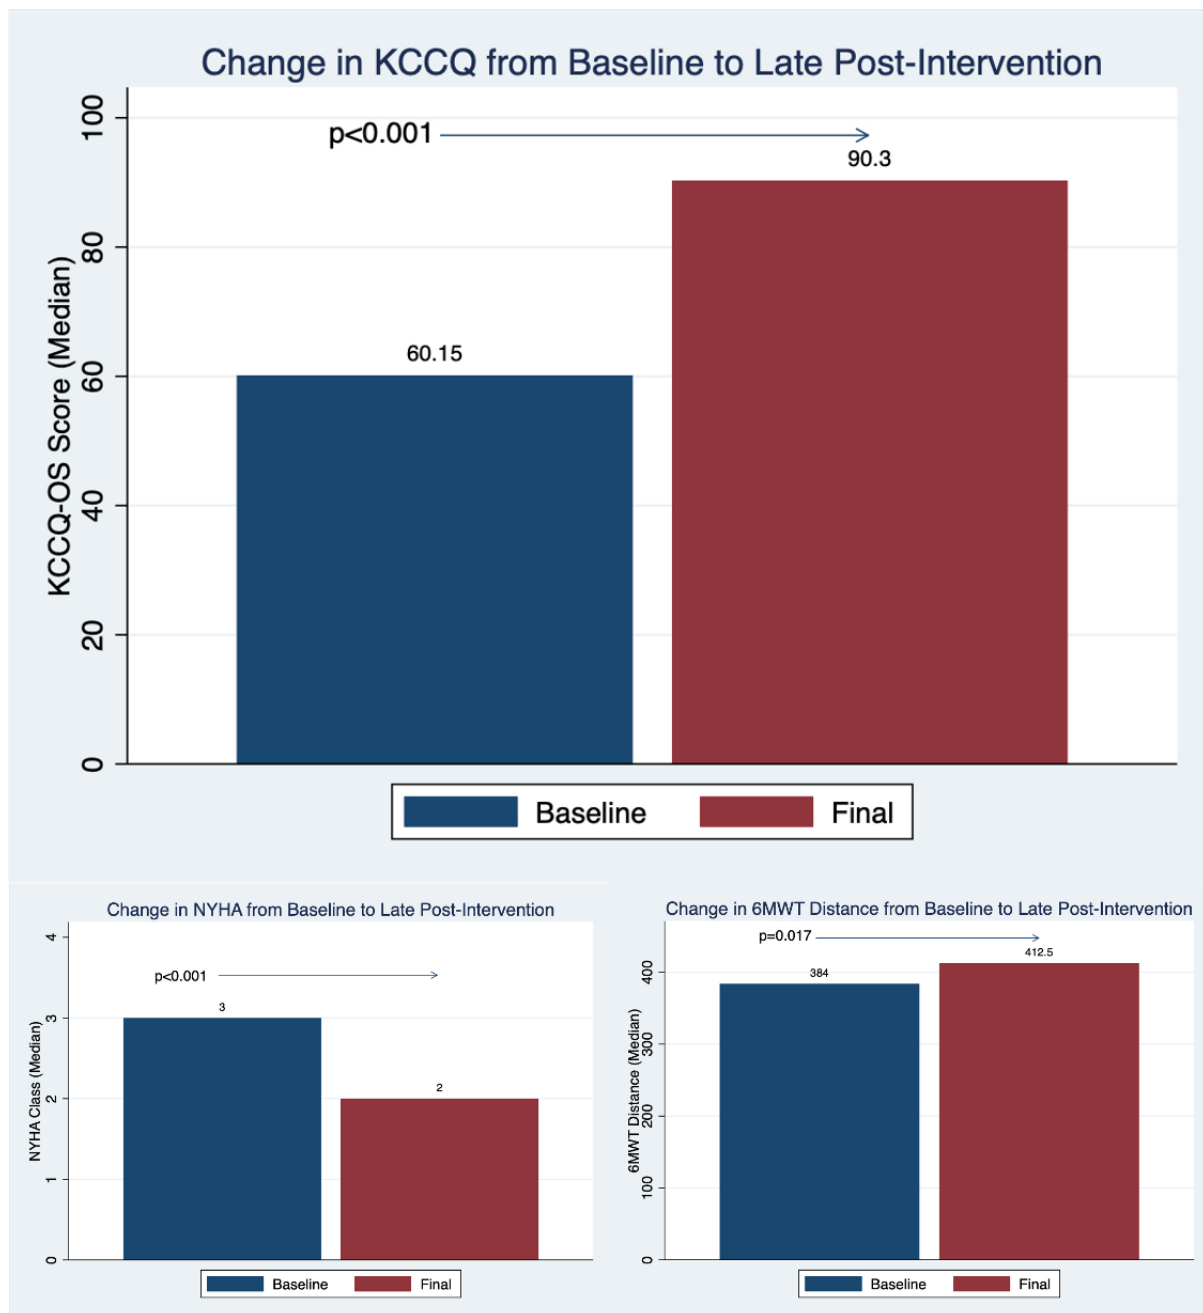 Change in KCCQ from Baseline to Late Post-Intervention
KCCQ-OS Score (Median)
100
80
60
40
20
0
p<0.001
60.15
90.3
Baseline
Final
Change in NYHA from Baseline to Late Post-Intervention
NYHA Class (Median)
4
3
2
1
0
p<0.001
3
2
Baseline
Final
Change in 6MWT Distance from Baseline to Late Post-Intervention
6MWT Distance (Median)
400
300
200
100
0
p=0.017
384
412.5
Baseline
Final